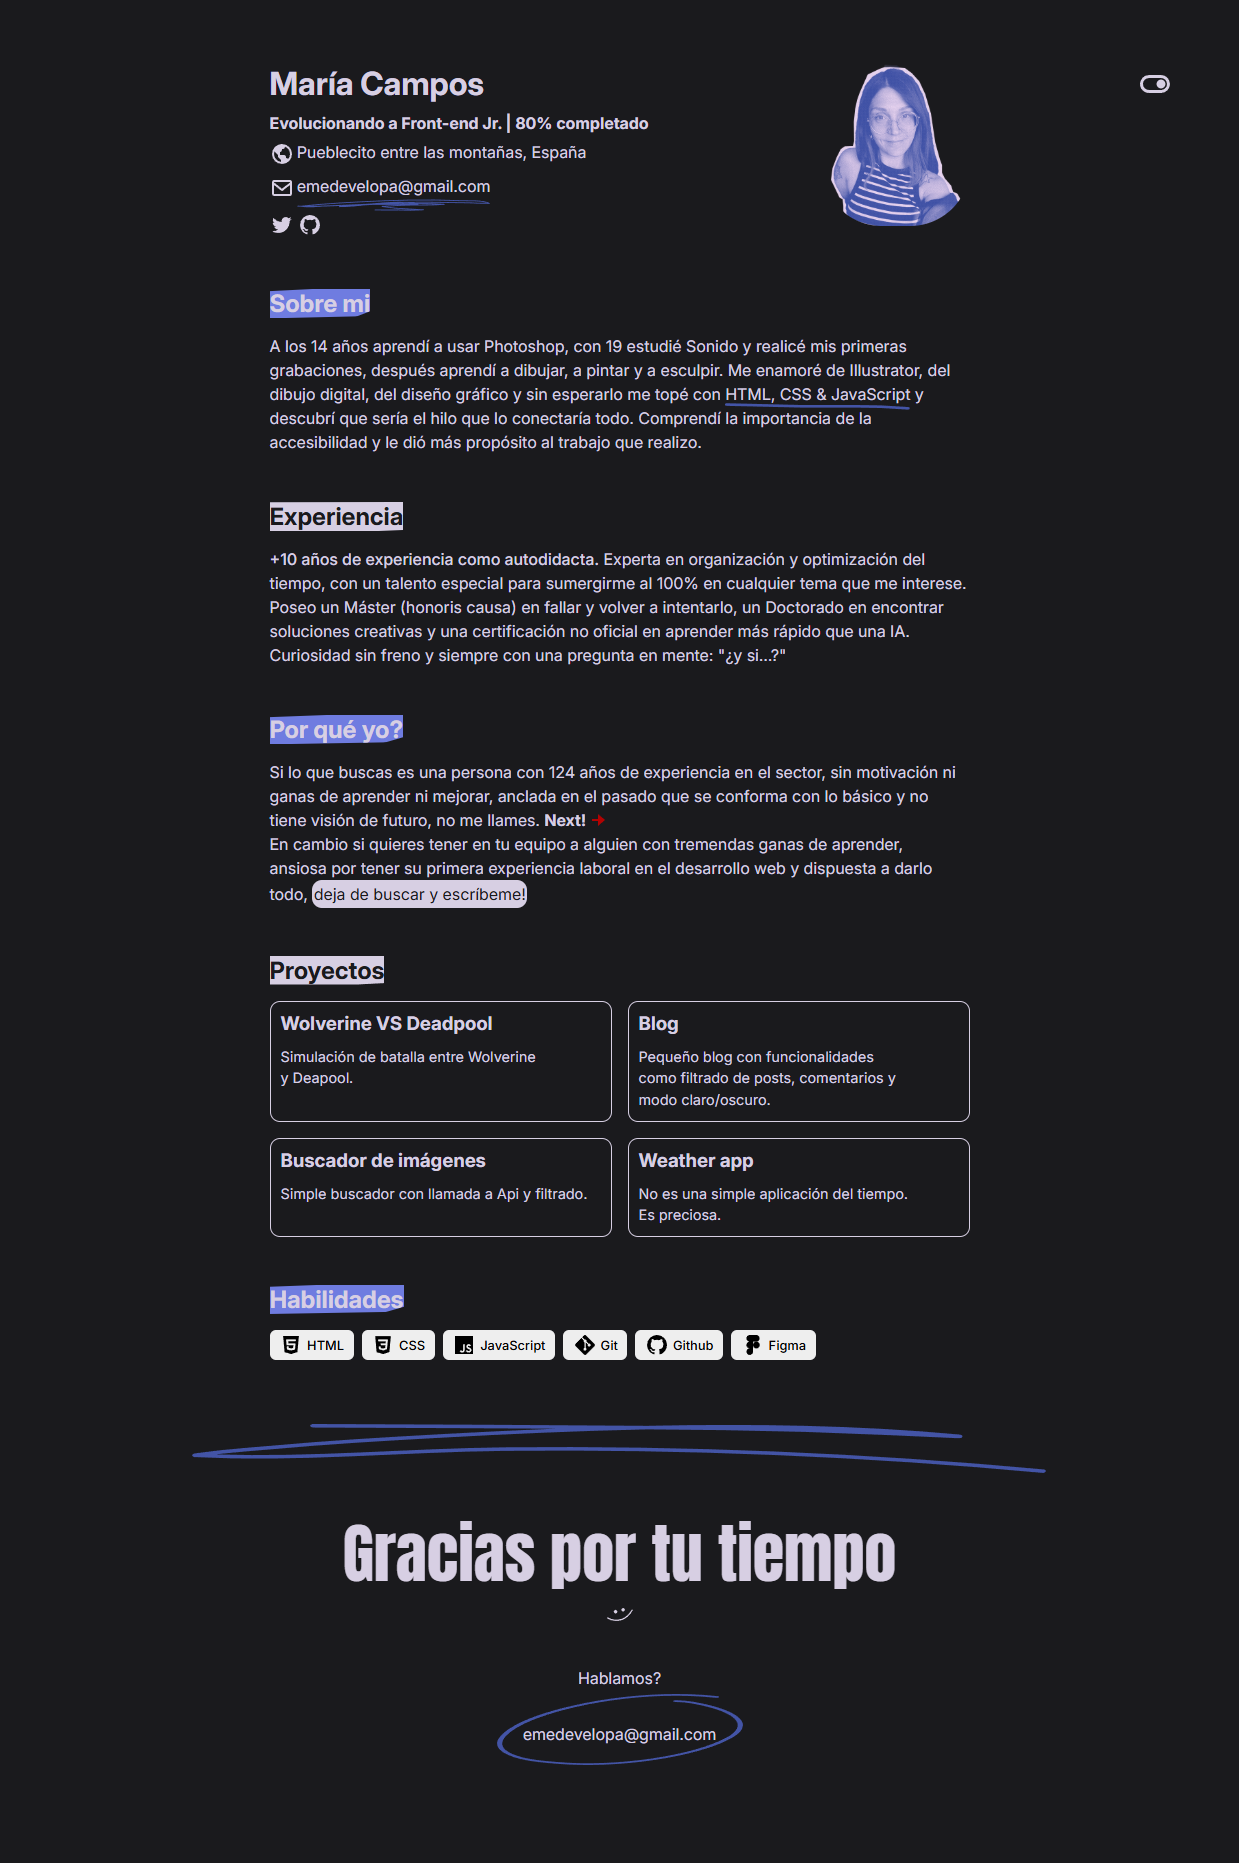 María Campos
Evolucionando a Front-end Jr. | 80% completado
Pueblecito entre las montañas, España
emedevelopa@gmail.com
Sobre mi
A los 14 años aprendí a usar Photoshop, con 19 estudié Sonido y realicé mis primeras
grabaciones, después aprendí a dibujar, a pintar y a esculpir. Me enamoré de Illustrator, del
dibujo digital, del diseño gráfico y sin esperarlo me topé con HTML, CSS & JavaScript y
descubrí que sería el hilo que lo conectaría todo. Comprendí la importancia de la
accesibilidad y le dió más propósito al trabajo que realizo.
Experiencia
+10 años de experiencia como autodidacta. Experta en organización y optimización del
tiempo, con un talento especial para sumergirme al 100% en cualquier tema que me interese.
Poseo un Máster (honoris causa) en fallar y volver a intentarlo, un Doctorado en encontrar
soluciones creativas y una certificación no oficial en aprender más rápido que una IA.
Curiosidad sin freno y siempre con una pregunta en mente: "¿y si...?"
Por qué yo?
Si lo que buscas es una persona con 124 años de experiencia en el sector, sin motivación ni
ganas de aprender ni mejorar, anclada en el pasado que se conforma con lo básico y no
tiene visión de futuro, no me llames. Next! →
En cambio si quieres tener en tu equipo a alguien con tremendas ganas de aprender,
ansiosa por tener su primera experiencia laboral en el desarrollo web y dispuesta a darlo
todo, deja de buscar y escríbeme!
Proyectos
Wolverine VS Deadpool
Simulación de batalla entre Wolverine
y Deapool.
Blog
Pequeño blog con funcionalidades
como filtrado de posts, comentarios y
modo claro/oscuro.
Buscador de imágenes
Simple buscador con llamada a Api y filtrado.
Weather app
No es una simple aplicación del tiempo.
Es preciosa.
Habilidades
HTML CSS JavaScript Git Github Figma
Gracias por tu tiempo
Hablamos?
emedevelopa@gmail.com